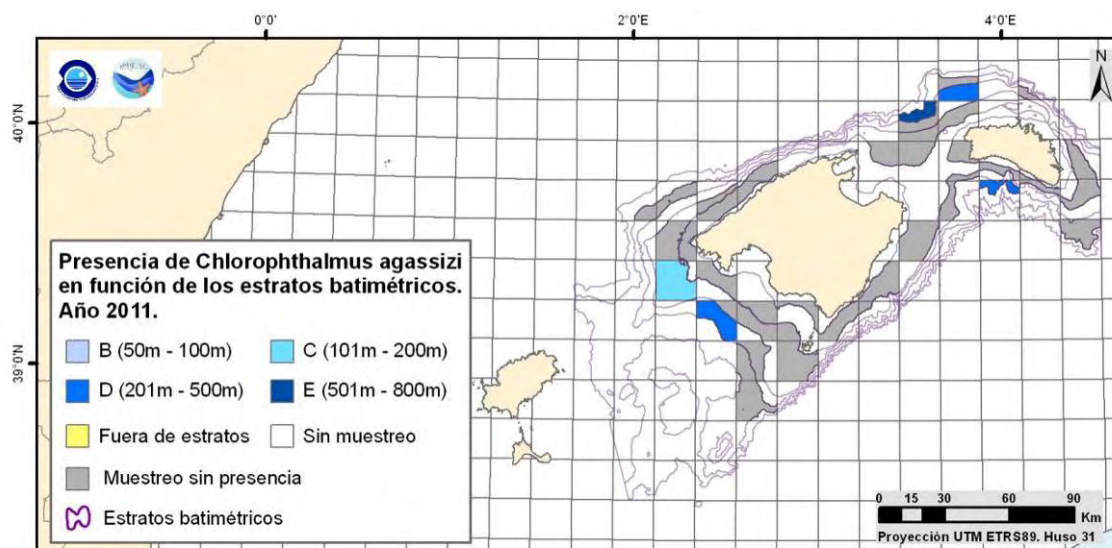 0°0'
2°0'E
4°0'E
N
40°0'N
39°0'N
Presencia de Chlorophthalmus agassizi
en función de los estratos batimétricos.
Año 2011.
B (50m - 100m) C (101m - 200m)
D (201m - 500m) E (501m - 800m)
Fuera de estratos Sin muestreo
Muestreo sin presencia
Estratos batimétricos
0 15 30 60 90
Km
Proyección UTM ETRS89. Huso 31